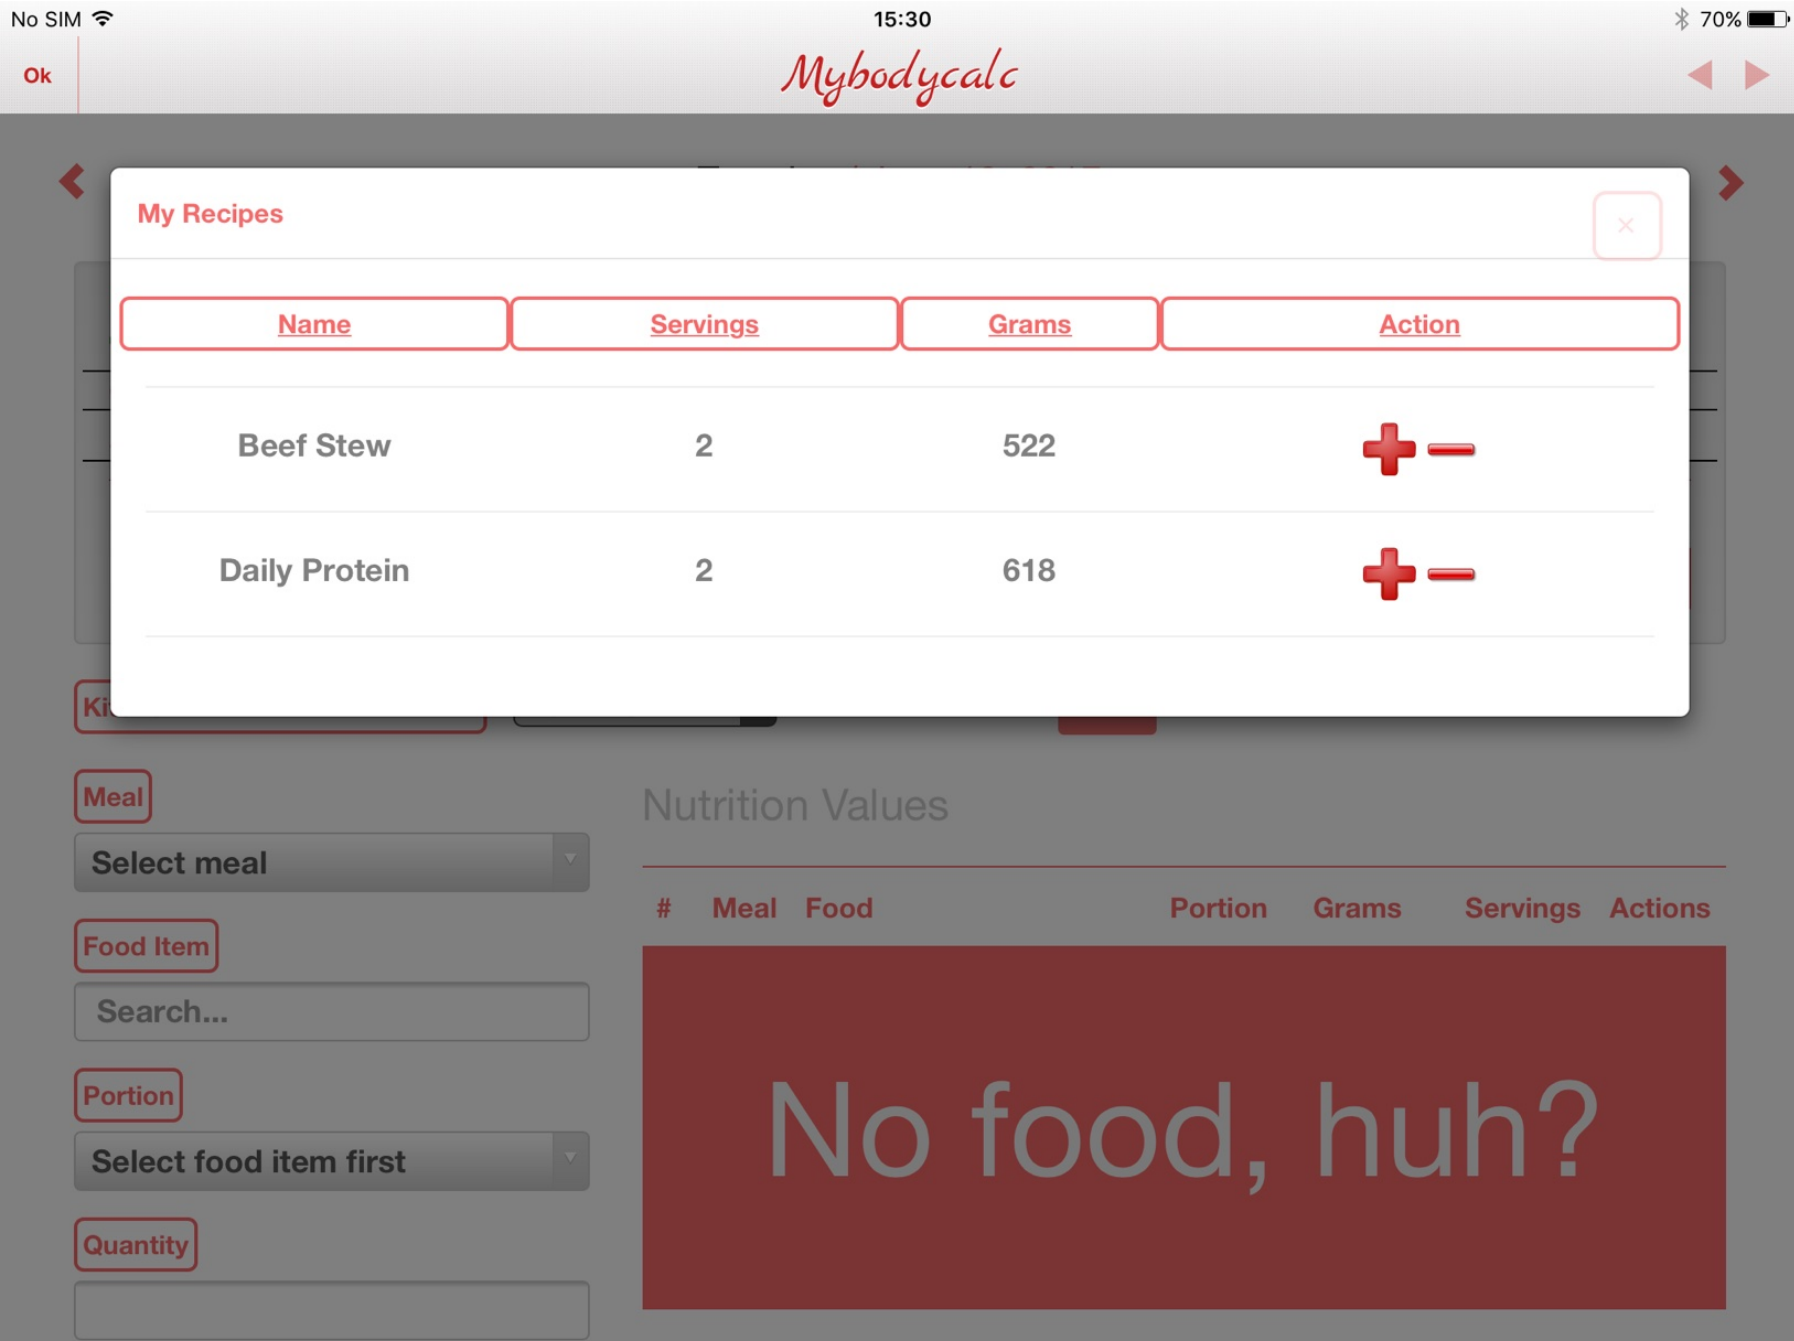 No SIM 15:30 70%
Ok Mybodycalc
My Recipes ×
Name Servings Grams Action
Beef Stew 2 522
Daily Protein 2 618
Meal
Select meal
Food Item
Search...
Portion
Select food item first
Quantity
Nutrition Values
# Meal Food Portion Grams Servings Actions
No food, huh?